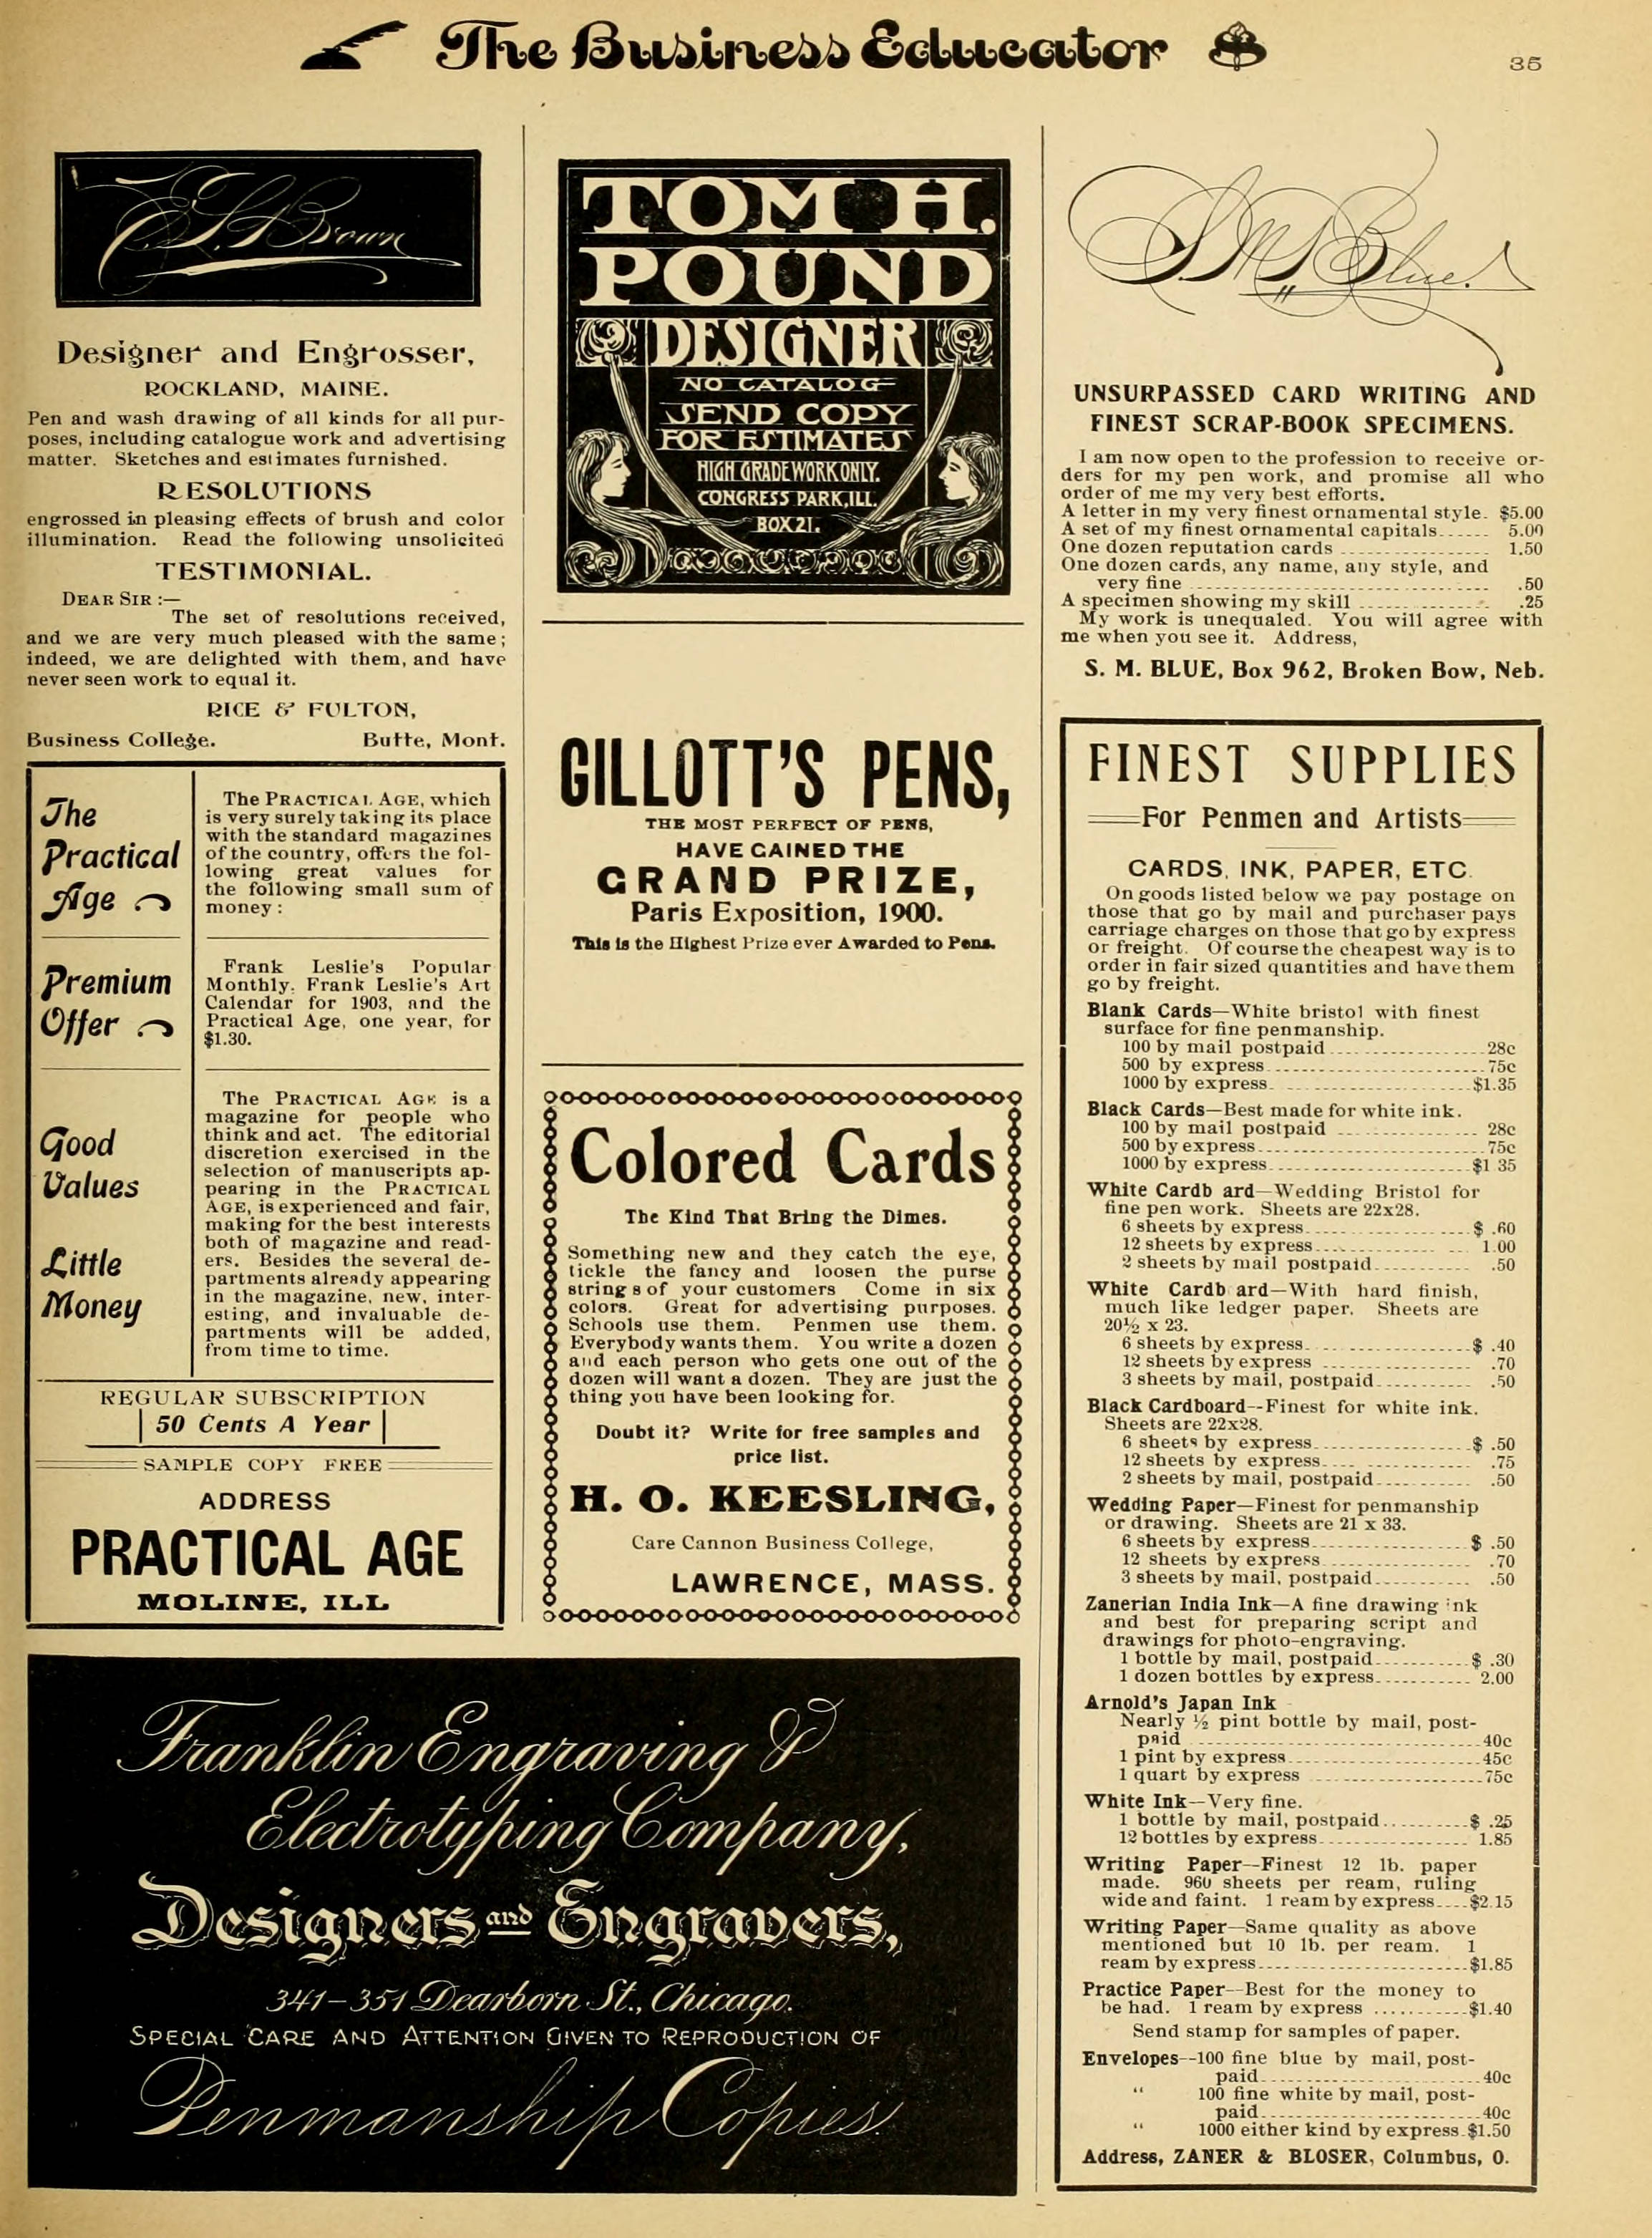 The Business Educator
35
E. L. Brown
Designer and Engrosser,
ROCKLAND, MAINE.
Pen and wash drawing of all kinds for all pur-
poses, including catalogue work and advertising
matter. Sketches and estimates furnished.
RESOLUTIONS
engrossed in pleasing effects of brush and color
illumination. Read the following unsolicited
TESTIMONIAL.
DEAR SIR :—
The set of resolutions received,
and we are very much pleased with the same;
indeed, we are delighted with them, and have
never seen work to equal it.
RICE & FULTON,
Business College. Butte, Mont.
The
Practical
Age
The PRACTICAL AGE, which
is very surely taking its place
with the standard magazines
of the country, offers the fol-
lowing great values for
the following small sum of
money:
Premium
Offer
Frank Leslie's Popular
Monthly. Frank Leslie's Art
Calendar for 1903, and the
Practical Age, one year, for
$1.30.
Good
Values
Little
Money
The PRACTICAL AGE is a
magazine for people who
think and act. The editorial
discretion exercised in the
selection of manuscripts ap-
pearing in the PRACTICAL
AGE, is experienced and fair,
making for the best interests
both of magazine and read-
ers. Besides the several de-
partments already appearing
in the magazine, new, inter-
esting, and invaluable de-
partments will be added,
from time to time.
REGULAR SUBSCRIPTION
50 Cents A Year
SAMPLE COPY FREE
ADDRESS
PRACTICAL AGE
MOLINE, ILL
TOM H.
POUND
DESIGNER
NO CATALOG
SEND COPY
FOR ESTIMATES
HIGH GRADE WORK ONLY.
CONGRESS PARK, ILL.
BOX 21.
GILLOTT'S PENS,
THE MOST PERFECT OF PENS,
HAVE GAINED THE
GRAND PRIZE,
Paris Exposition, 1900.
This is the Highest Prize ever Awarded to Pens.
Colored Cards
The Kind That Bring the Dimes.
Something new and they catch the eye,
tickle the fancy and loosen the purse
strings of your customers Come in six
colors. Great for advertising purposes.
Schools use them. Penmen use them.
Everybody wants them. You write a dozen
and each person who gets one out of the
dozen will want a dozen. They are just the
thing you have been looking for.
Doubt it? Write for free samples and
price list.
H. O. KEESLING,
Care Cannon Business College,
LAWRENCE, MASS.
Franklin Engraving &
Electrotyping Company,
Designers and Engravers,
341-351 Dearborn St., Chicago.
SPECIAL CARE AND ATTENTION GIVEN TO REPRODUCTION OF
Penmanship Copies.
S. M. Blue.
UNSURPASSED CARD WRITING AND
FINEST SCRAP-BOOK SPECIMENS.
I am now open to the profession to receive or-
ders for my pen work, and promise all who
order of me my very best efforts.
A letter in my very finest ornamental style. $5.00
A set of my finest ornamental capitals...... 5.00
One dozen reputation cards ................ 1.50
One dozen cards, any name, any style, and
very fine ................ .50
A specimen showing my skill ............ .25
My work is unequaled. You will agree with
me when you see it. Address,
S. M. BLUE, Box 962, Broken Bow, Neb.
FINEST SUPPLIES
For Penmen and Artists
CARDS, INK, PAPER, ETC.
On goods listed below we pay postage on
those that go by mail and purchaser pays
carriage charges on those that go by express
or freight. Of course the cheapest way is to
order in fair sized quantities and have them
go by freight.
Blank Cards—White bristol with finest
surface for fine penmanship.
100 by mail postpaid................28c
500 by express................75c
1000 by express................$1.35
Black Cards—Best made for white ink.
100 by mail postpaid ................ 28c
500 by express................75c
1000 by express................$1 35
White Cardb ard—Wedding Bristol for
fine pen work. Sheets are 22x28.
6 sheets by express................$ .60
12 sheets by express................ 1.00
2 sheets by mail postpaid............ .50
White Cardb ard—With hard finish,
much like ledger paper. Sheets are
20½ x 23.
6 sheets by express................$ .40
12 sheets by express ................ .70
3 sheets by mail, postpaid............ .50
Black Cardboard--Finest for white ink.
Sheets are 22x28.
6 sheets by express................$ .50
12 sheets by express................ .75
2 sheets by mail, postpaid............ .50
Wedding Paper—Finest for penmanship
or drawing. Sheets are 21 x 33.
6 sheets by express................$ .50
12 sheets by express................ .70
3 sheets by mail, postpaid............ .50
Zanerian India Ink—A fine drawing ink
and best for preparing script and
drawings for photo-engraving.
1 bottle by mail, postpaid...........$ .30
1 dozen bottles by express........... 2.00
Arnold's Japan Ink
Nearly ½ pint bottle by mail, post-
paid ................40c
1 pint by express................45c
1 quart by express ................75c
White Ink—Very fine.
1 bottle by mail, postpaid..........$ .25
12 bottles by express................ 1.85
Writing Paper--Finest 12 lb. paper
made. 960 sheets per ream, ruling
wide and faint. 1 ream by express....$2.15
Writing Paper—Same quality as above
mentioned but 10 lb. per ream. 1
ream by express................$1.85
Practice Paper--Best for the money to
be had. 1 ream by express ...........$1.40
Send stamp for samples of paper.
Envelopes--100 fine blue by mail, post-
paid................40c
“ 100 fine white by mail, post-
paid................40c
“ 1000 either kind by express.$1.50
Address, ZANER & BLOSER, Columbus, O.